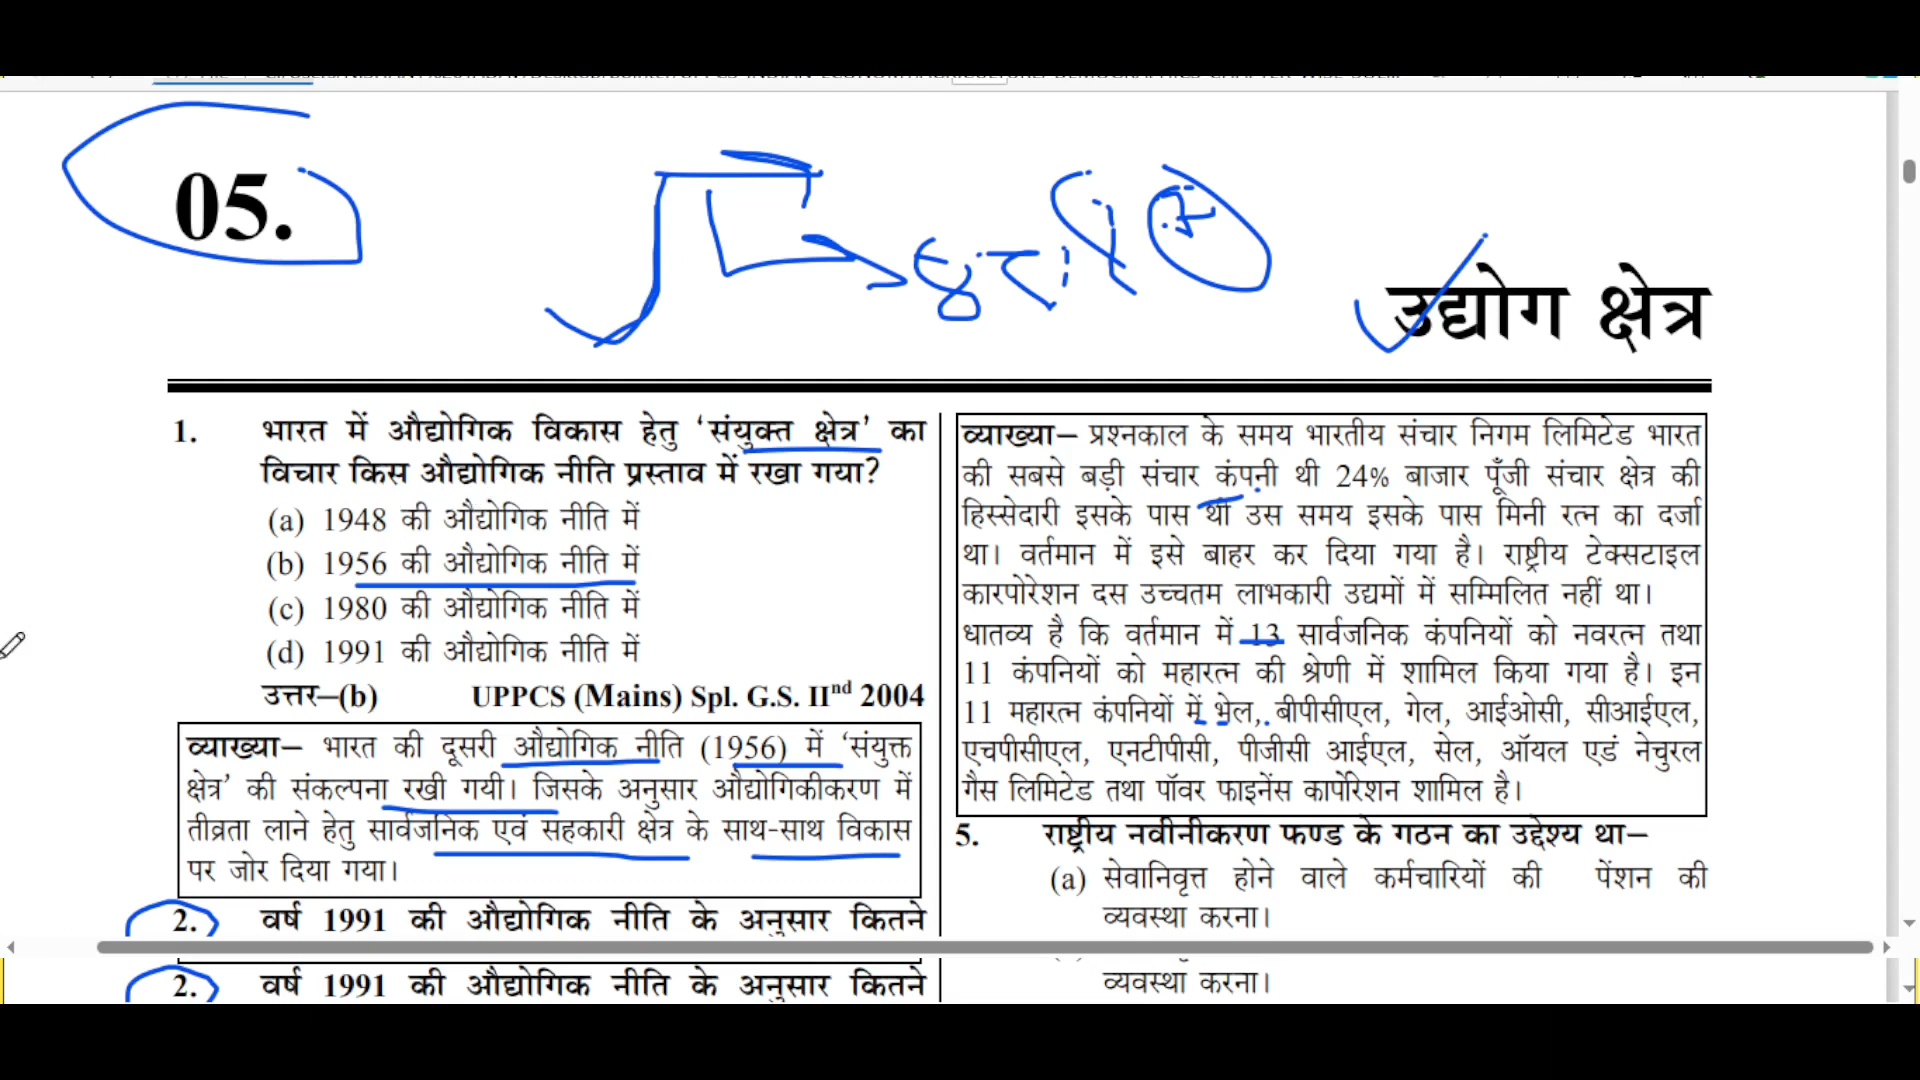 05.
उद्योग क्षेत्र
1. भारत में औद्योगिक विकास हेतु ‘संयुक्त क्षेत्र’ का
विचार किस औद्योगिक नीति प्रस्ताव में रखा गया?
(a) 1948 की औद्योगिक नीति में
(b) 1956 की औद्योगिक नीति में
(c) 1980 की औद्योगिक नीति में
(d) 1991 की औद्योगिक नीति में
उत्तर–(b) UPPCS (Mains) Spl. G.S. IInd 2004
व्याख्या– भारत की दूसरी औद्योगिक नीति (1956) में ‘संयुक्त
क्षेत्र’ की संकल्पना रखी गयी। जिसके अनुसार औद्योगिकीकरण में
तीव्रता लाने हेतु सार्वजनिक एवं सहकारी क्षेत्र के साथ-साथ विकास
पर जोर दिया गया।
2. वर्ष 1991 की औद्योगिक नीति के अनुसार कितने
2. वर्ष 1991 की औद्योगिक नीति के अनुसार कितने
व्याख्या– प्रश्नकाल के समय भारतीय संचार निगम लिमिटेड भारत
की सबसे बड़ी संचार कंपनी थी 24% बाजार पूँजी संचार क्षेत्र की
हिस्सेदारी इसके पास थी उस समय इसके पास मिनी रत्न का दर्जा
था। वर्तमान में इसे बाहर कर दिया गया है। राष्ट्रीय टेक्सटाइल
कारपोरेशन दस उच्चतम लाभकारी उद्यमों में सम्मिलित नहीं था।
धातव्य है कि वर्तमान में 13 सार्वजनिक कंपनियों को नवरत्न तथा
11 कंपनियों को महारत्न की श्रेणी में शामिल किया गया है। इन
11 महारत्न कंपनियों में भेल, बीपीसीएल, गेल, आईओसी, सीआईएल,
एचपीसीएल, एनटीपीसी, पीजीसी आईएल, सेल, ऑयल एडं नेचुरल
गैस लिमिटेड तथा पॉवर फाइनेंस कार्पोरेशन शामिल है।
5. राष्ट्रीय नवीनीकरण फण्ड के गठन का उद्देश्य था–
(a) सेवानिवृत्त होने वाले कर्मचारियों की पेंशन की
व्यवस्था करना।
व्यवस्था करना।